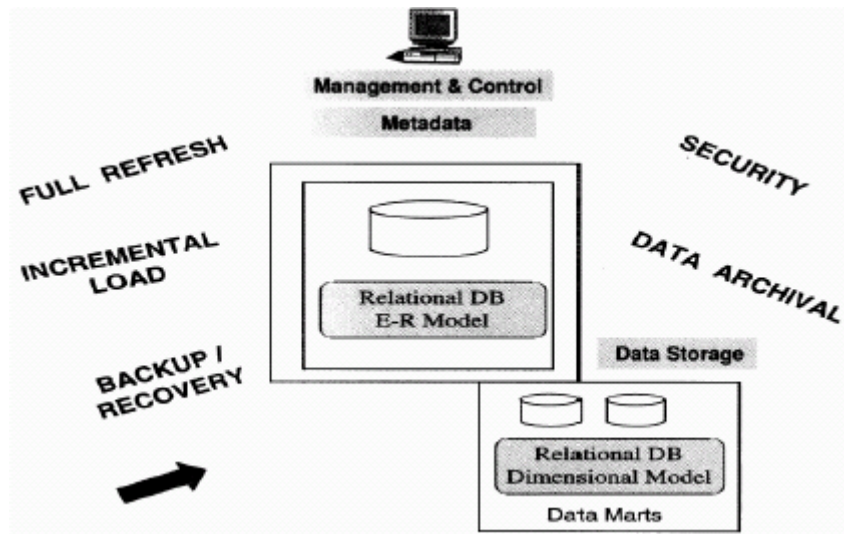 Management & Control
Metadata
FULL REFRESH
SECURITY
INCREMENTAL
LOAD
DATA ARCHIVAL
Relational DB
E-R Model
Data Storage
BACKUP /
RECOVERY
Relational DB
Dimensional Model
Data Marts